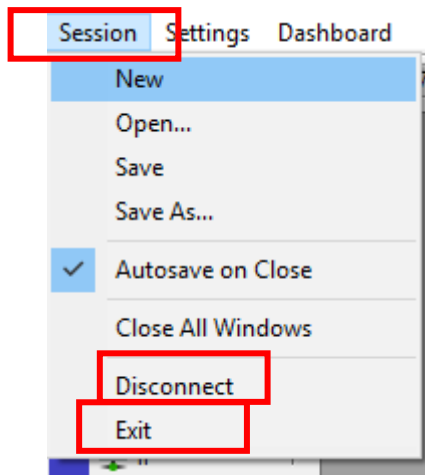 Session Settings Dashboard
New
Open...
Save
Save As...
Autosave on Close
Close All Windows
Disconnect
Exit